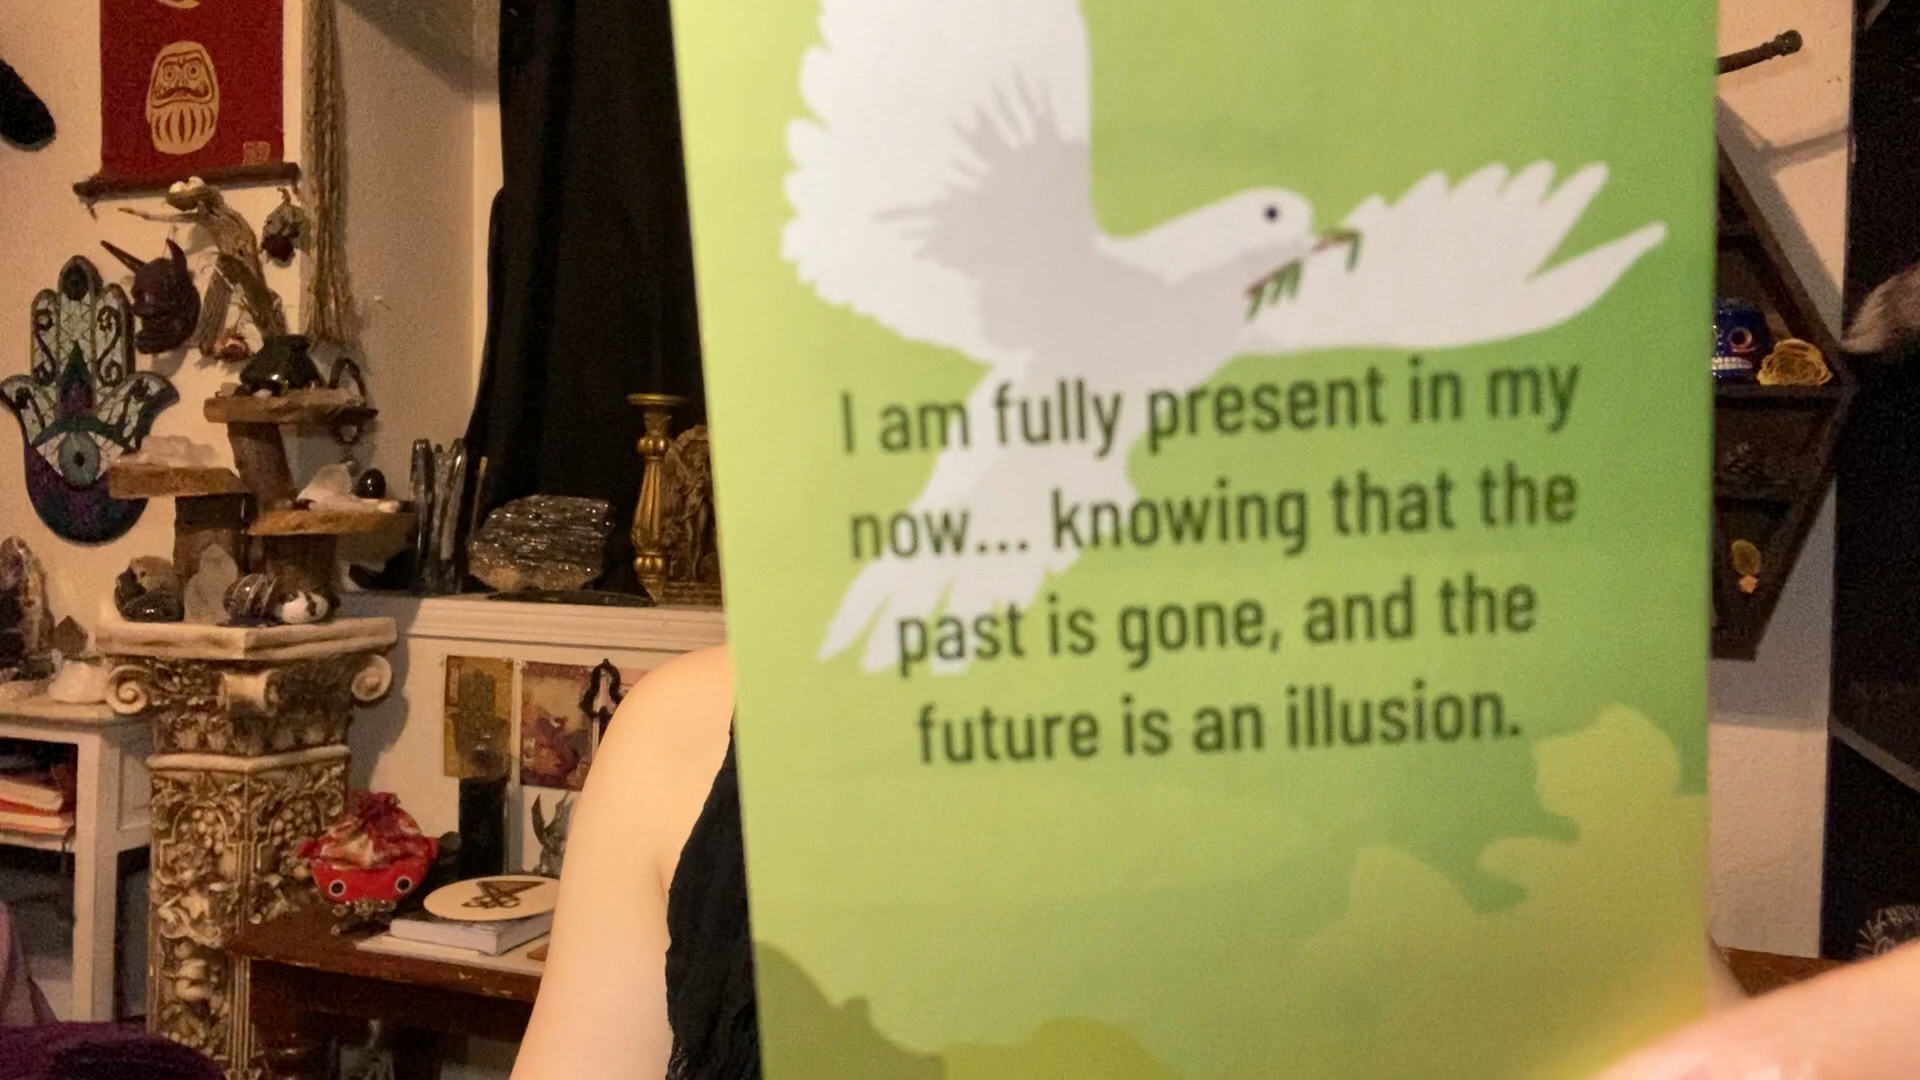 I am fully present in my
now... knowing that the
past is gone, and the
future is an illusion.